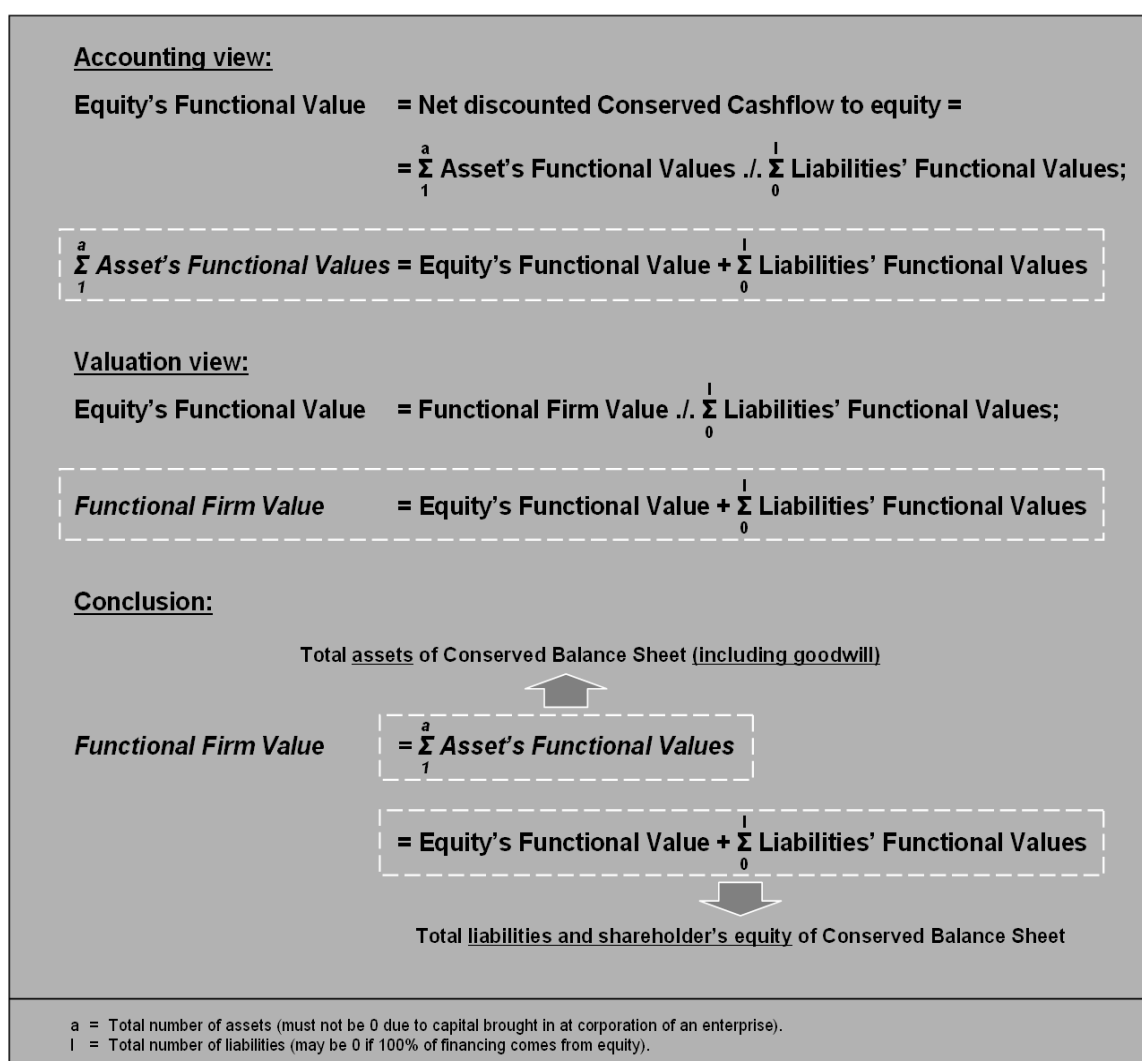 Accounting view:
Equity's Functional Value = Net discounted Conserved Cashflow to equity =
a l
= Σ Asset's Functional Values ./. Σ Liabilities' Functional Values;
1 0
a l
Σ Asset's Functional Values = Equity's Functional Value + Σ Liabilities' Functional Values
1 0
Valuation view:
l
Equity's Functional Value = Functional Firm Value ./. Σ Liabilities' Functional Values;
0
l
Functional Firm Value = Equity's Functional Value + Σ Liabilities' Functional Values
0
Conclusion:
Total assets of Conserved Balance Sheet (including goodwill)
a
Functional Firm Value = Σ Asset's Functional Values
1
l
= Equity's Functional Value + Σ Liabilities' Functional Values
0
Total liabilities and shareholder's equity of Conserved Balance Sheet
a = Total number of assets (must not be 0 due to capital brought in at corporation of an enterprise).
l = Total number of liabilities (may be 0 if 100% of financing comes from equity).